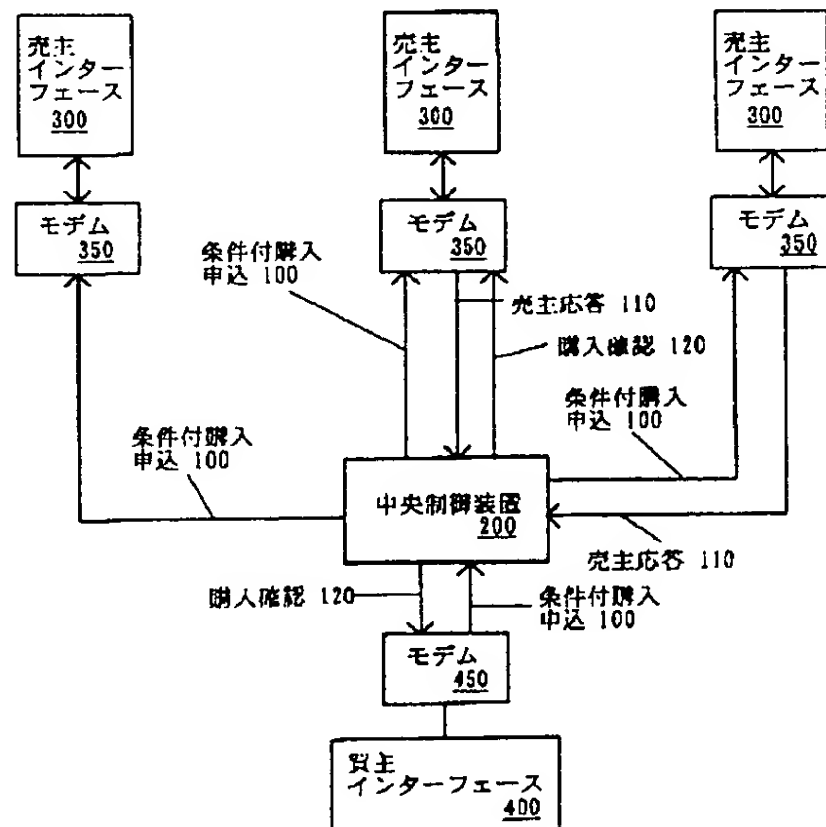 売主
インター
フェース
300
売主
インター
フェース
300
売主
インター
フェース
300
モデム
350
モデム
350
モデム
350
条件付購入
申込 100
売主応答 110
購入確認 120
条件付購入
申込 100
条件付購入
申込 100
中央制御装置
200
売主応答 110
購入確認 120
条件付購入
申込 100
モデム
450
買主
インターフェース
400